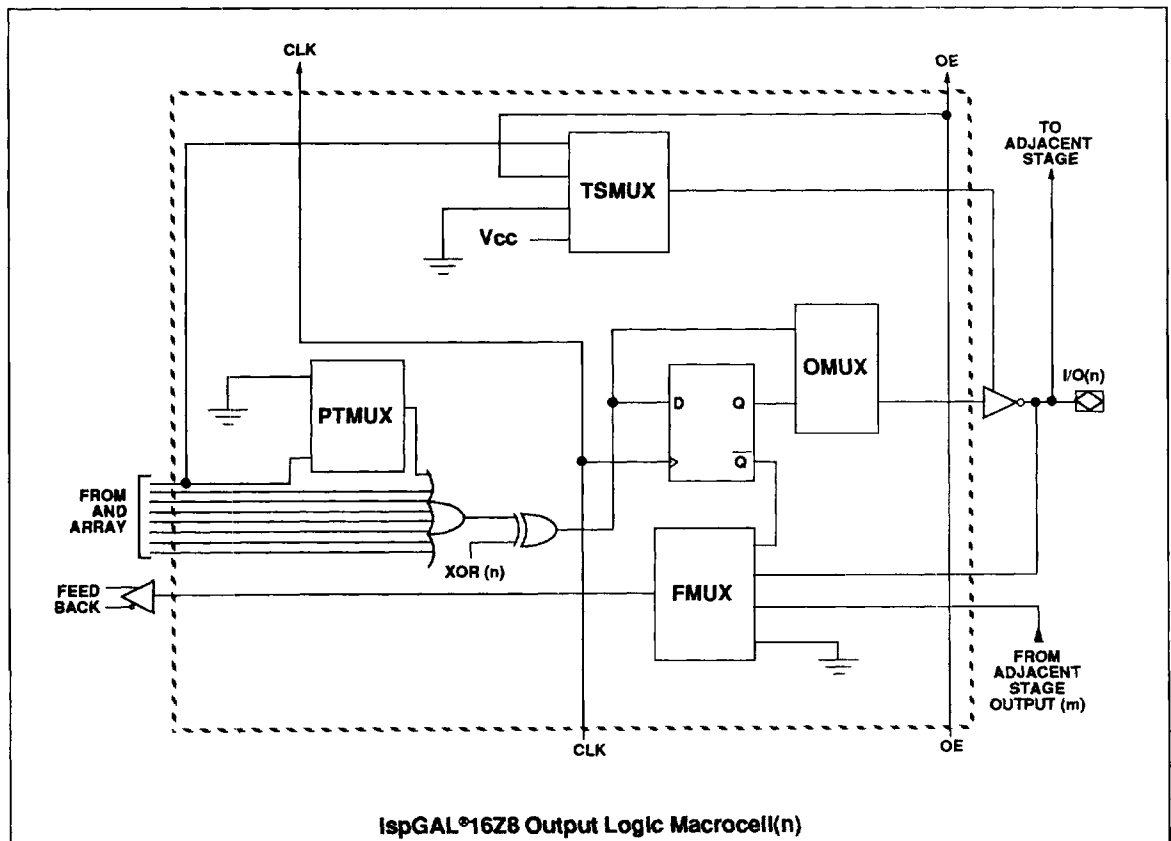 CLK
OE
TO
ADJACENT
STAGE
TSMUX
Vcc
OMUX
I/O(n)
PTMUX
D Q
Q̅
FROM
AND
ARRAY
XOR (n)
FMUX
FEED
BACK
FROM
ADJACENT
STAGE
OUTPUT (m)
CLK
OE
IspGAL®16Z8 Output Logic Macrocell(n)